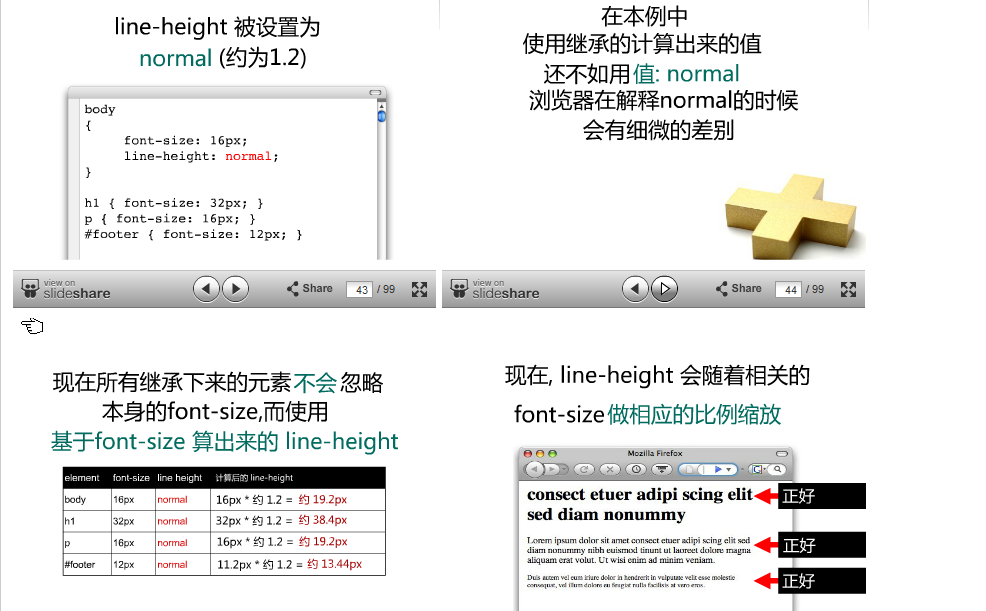 line-height 被设置为
normal (约为1.2)
body
{
font-size: 16px;
line-height: normal;
}
h1 { font-size: 32px; }
p { font-size: 16px; }
#footer { font-size: 12px; }
view on
slideshare
Share
43 / 99
在本例中
使用继承的计算出来的值
还不如用值: normal
浏览器在解释normal的时候
会有细微的差别
view on
slideshare
Share
44 / 99
现在所有继承下来的元素不会忽略
本身的font-size,而使用
基于font-size 算出来的 line-height
element font-size line height 计算后的 line-height
body 16px normal 16px * 约 1.2 = 约 19.2px
h1 32px normal 32px * 约 1.2 = 约 38.4px
p 16px normal 16px * 约 1.2 = 约 19.2px
#footer 12px normal 11.2px * 约 1.2 = 约 13.44px
现在, line-height 会随着相关的
font-size做相应的比例缩放
Mozilla Firefox
consect etuer adipi scing elit
sed diam nonummy
正好
Lorem ipsum dolor sit amet consect etuer adipi scing elit sed
diam nonummy nibh euismod tinunt ut laoreet dolore magna
aliquam erat volut. Ut wisi enim ad minim veniam.
正好
Duis autem vel eum iriure dolor in hendrerit in vulputate velit esse molestie
consequat, vel illum dolore eu feugiat nulla facilisis at vero eros.
正好